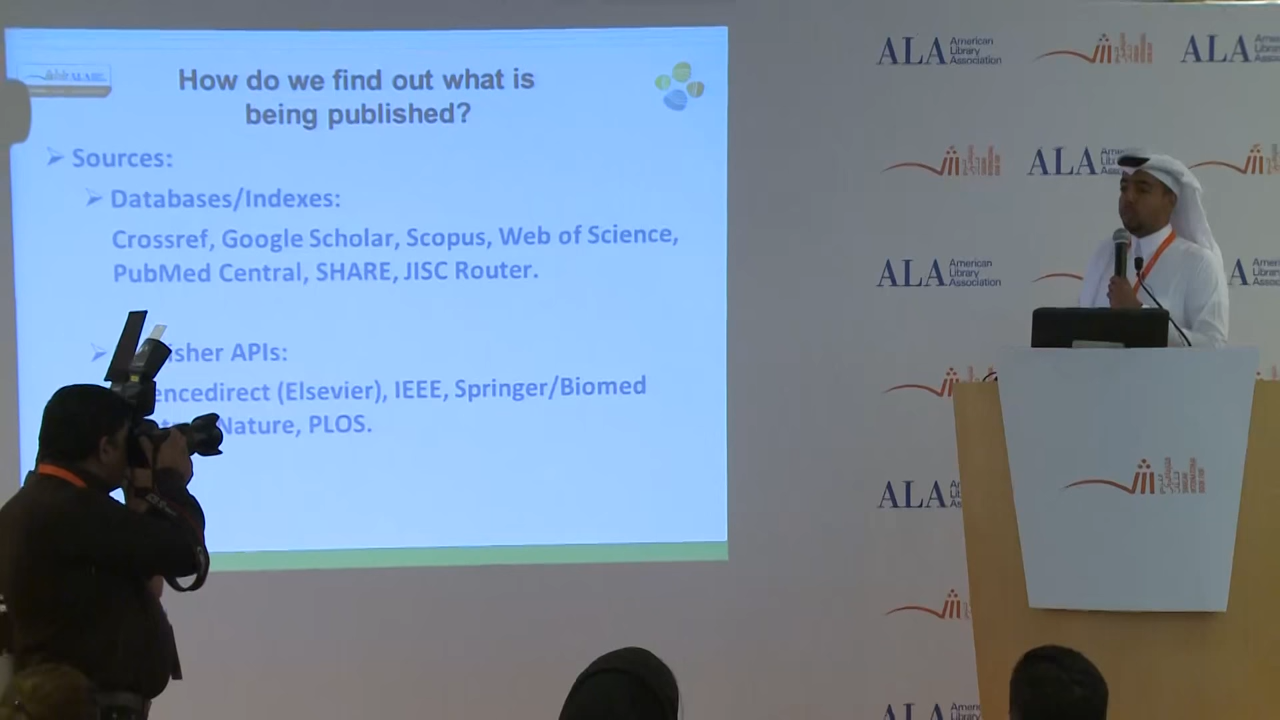 How do we find out what is
being published?
Sources:
Databases/Indexes:
Crossref, Google Scholar, Scopus, Web of Science,
PubMed Central, SHARE, JISC Router.
isher APIs:
encedirect (Elsevier), IEEE, Springer/Biomed
Nature, PLOS.
ALA American
Library
Association
ALA American
Library
Association
ALA
ALA American
Library
Association
ALA
ALA